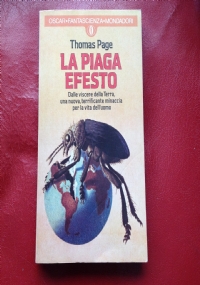 OSCAR•FANTASCIENZA•MONDADORI
Thomas Page
LA PIAGA
EFESTO
Dalle viscere della Terra,
una nuova, terrificante minaccia
per la vita dell'uomo